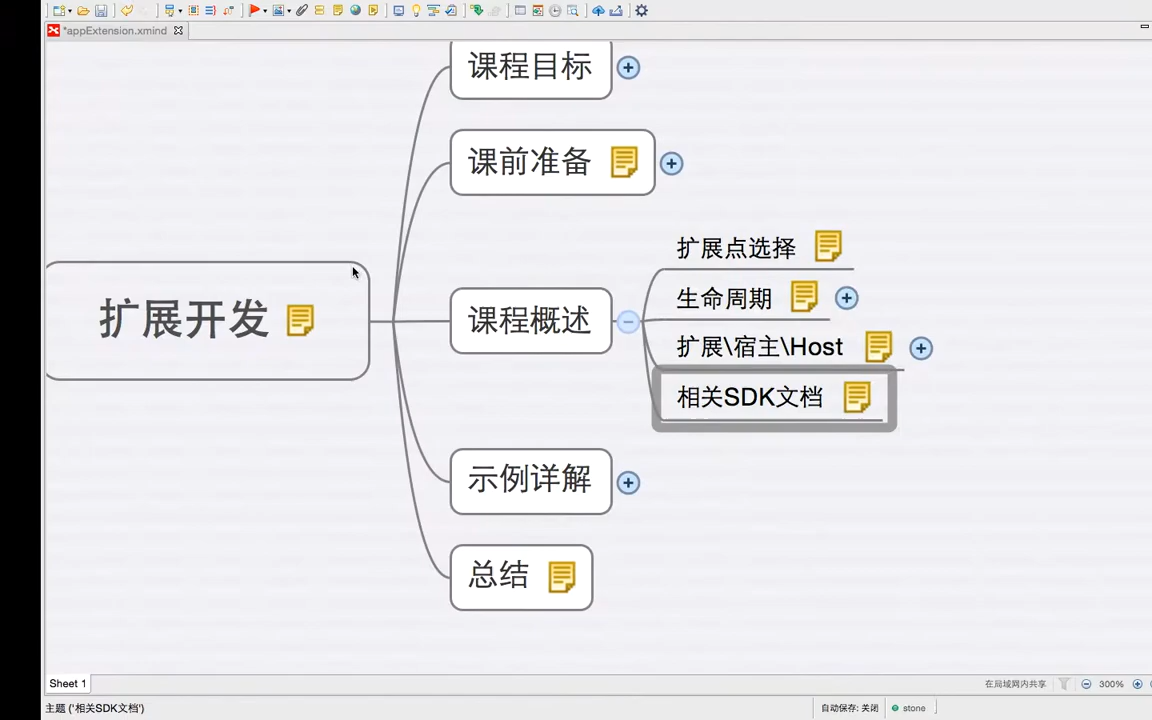 *appExtension.xmind
课程目标
课前准备
扩展点选择
生命周期
扩展开发
课程概述
扩展\宿主\Host
相关SDK文档
示例详解
总结
Sheet 1
在局域网内共享
300%
主题 ('相关SDK文档')
自动保存: 关闭
stone